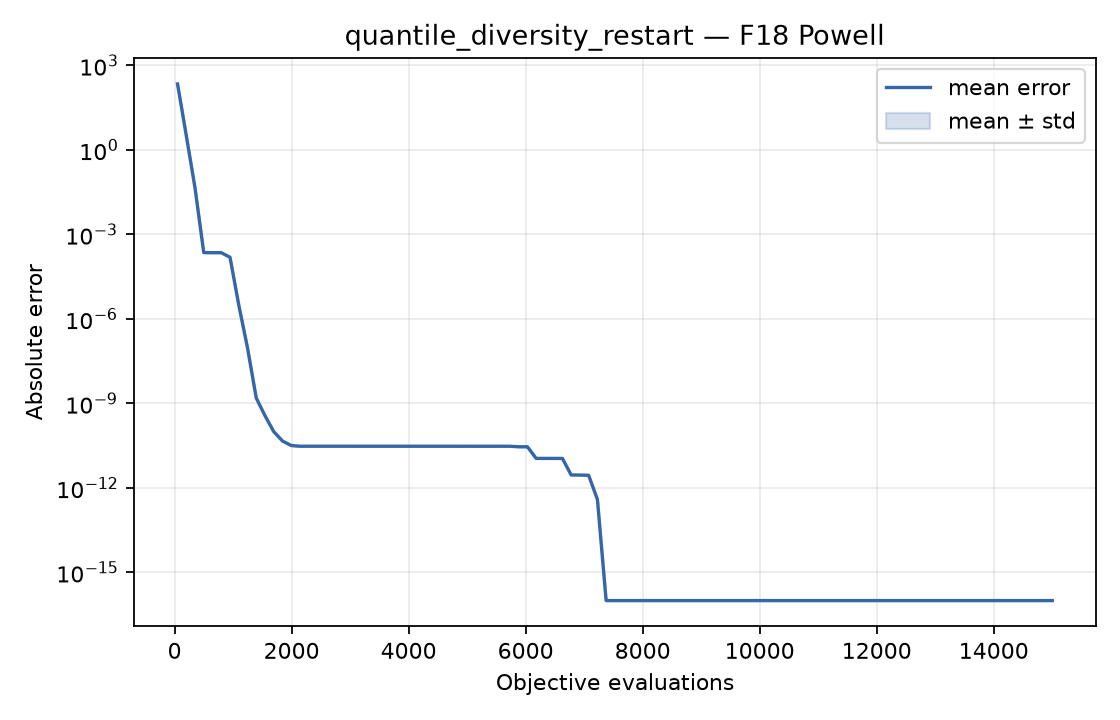 quantile_diversity_restart — F18 Powell
mean error
mean ± std
Absolute error
10³
10⁰
10⁻³
10⁻⁶
10⁻⁹
10⁻¹²
10⁻¹⁵
0 2000 4000 6000 8000 10000 12000 14000
Objective evaluations